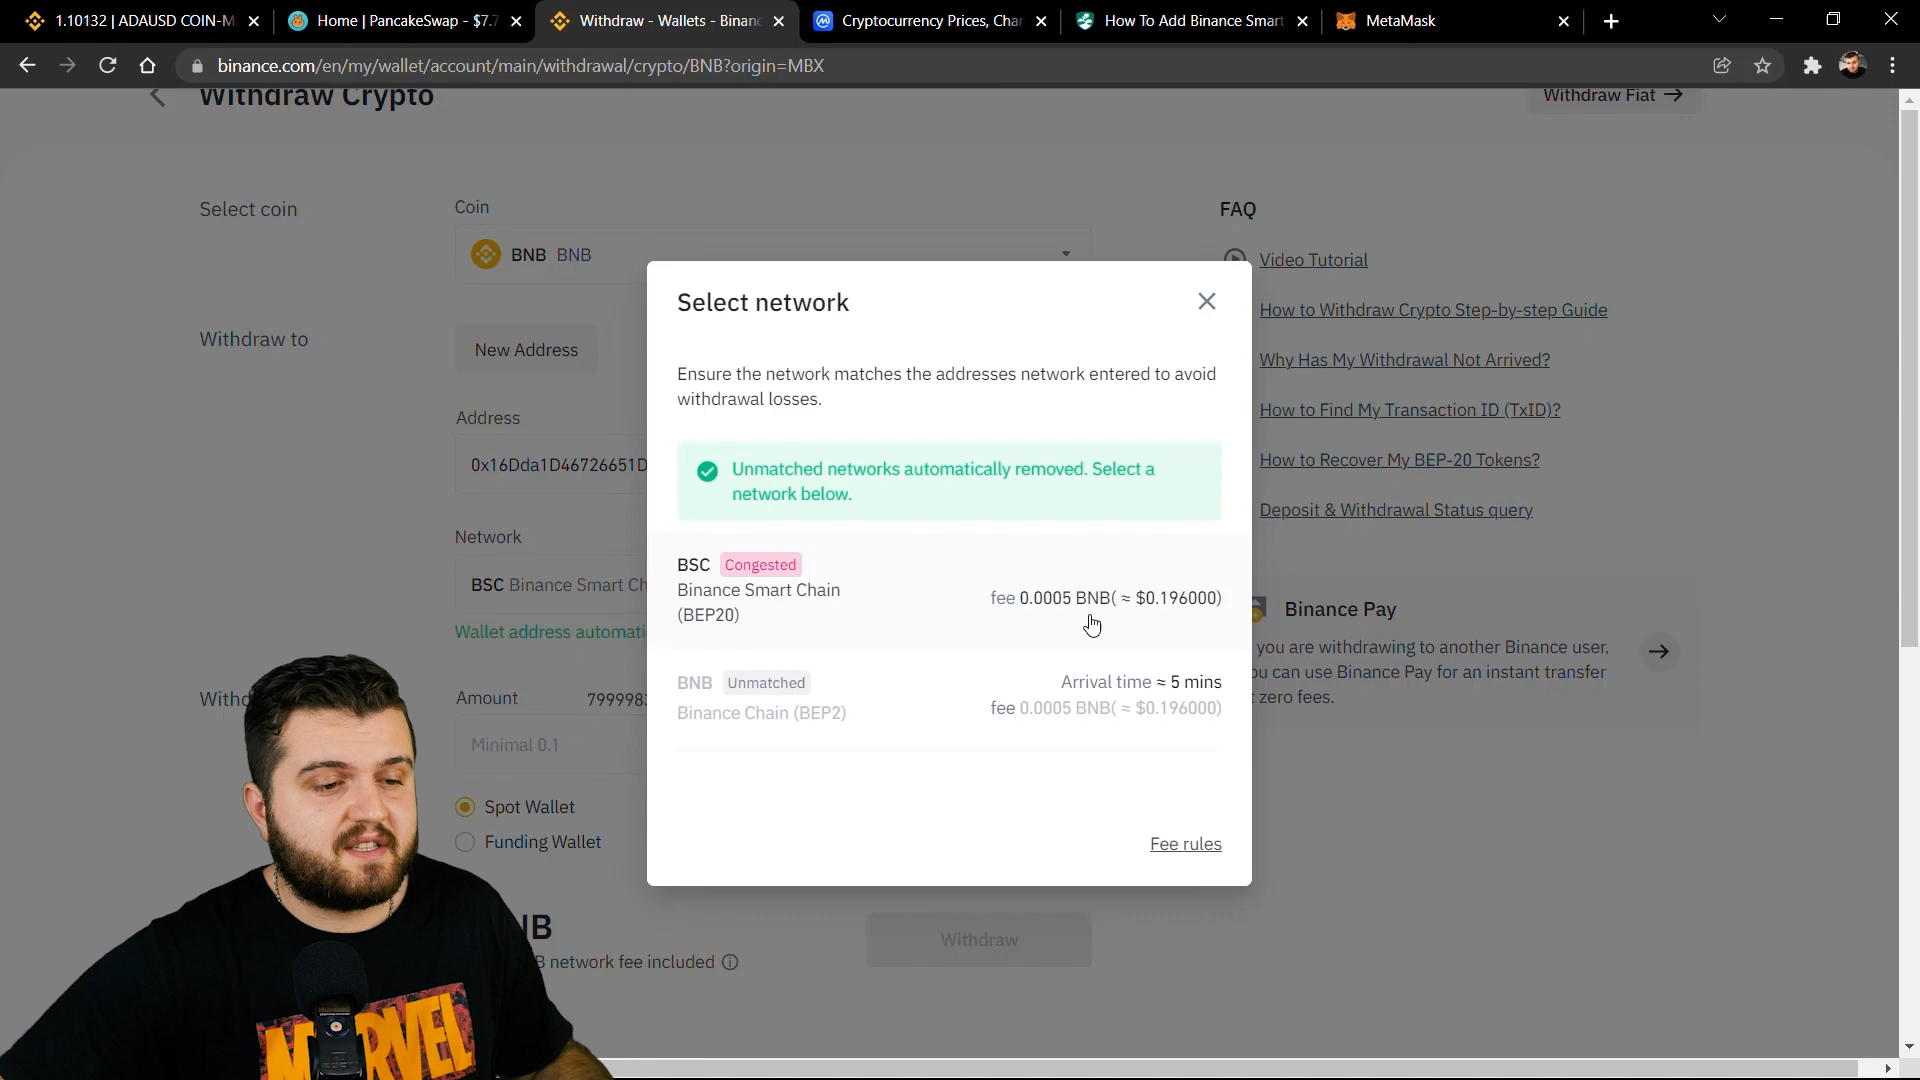 1.10132 | ADAUSD COIN-M
Home | PancakeSwap - $7.7
Withdraw - Wallets - Binanc
Cryptocurrency Prices, Char
How To Add Binance Smart
MetaMask
binance.com/en/my/wallet/account/main/withdrawal/crypto/BNB?origin=MBX
Withdraw Crypto
Withdraw Fiat →
Select coin
Coin
BNB BNB
Withdraw to
New Address
Address
0x16Dda1D46726651D
Network
BSC Binance Smart Ch
Wallet address automati
Withd
Amount 7999983
Minimal 0.1
Spot Wallet
Funding Wallet
NB
B network fee included
Withdraw
Select network
Ensure the network matches the addresses network entered to avoid
withdrawal losses.
Unmatched networks automatically removed. Select a
network below.
BSC Congested
Binance Smart Chain
(BEP20)
fee 0.0005 BNB( ≈ $0.196000)
BNB Unmatched
Binance Chain (BEP2)
Arrival time ≈ 5 mins
fee 0.0005 BNB( ≈ $0.196000)
Fee rules
FAQ
Video Tutorial
How to Withdraw Crypto Step-by-step Guide
Why Has My Withdrawal Not Arrived?
How to Find My Transaction ID (TxID)?
How to Recover My BEP-20 Tokens?
Deposit & Withdrawal Status query
Binance Pay
you are withdrawing to another Binance user,
ou can use Binance Pay for an instant transfer
zero fees.
MARVEL